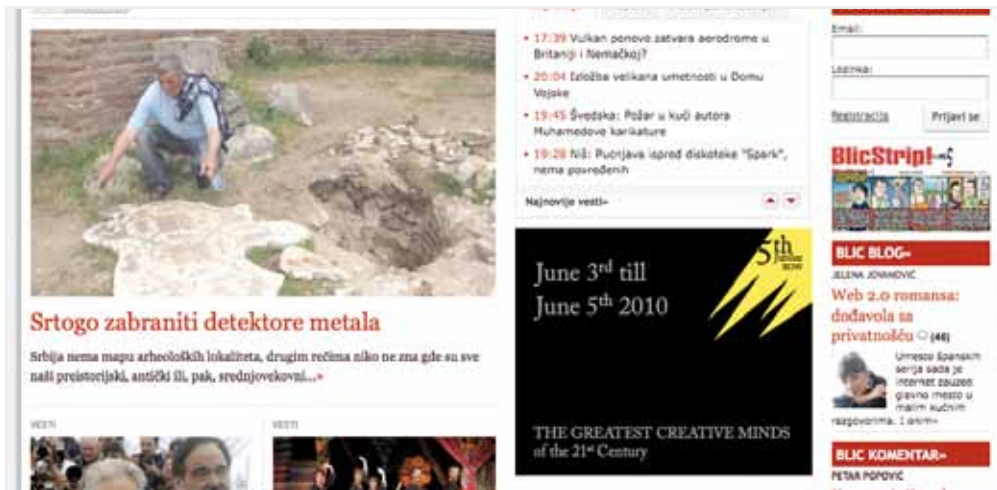 Srtogo zabraniti detektore metala
Srbija nema mapu arheoloških lokaliteta, drugim rečima niko ne zna gde su sve
naši preistorijski, antički ili, pak, srednjovekovni...»
VESTI
VESTI
17:39 Vulkan ponovo zatvara aerodrome u
Britaniji i Nemačkoj?
20:04 Izložba velikana umetnosti u Domu
Vojske
19:45 Švedska: Požar u kući autora
Muhamedove karikature
19:28 Niš: Pucnjava ispred diskoteke "Spark",
nema povređenih
Najnovije vesti»
June 3rd till
June 5th 2010
5th
THE GREATEST CREATIVE MINDS
of the 21st Century
Email:
Lozinka:
Registracija
Prijavi se
BlicStrip!
BLIC BLOG»
JELENA JOVANOVIĆ
Web 2.0 romansa:
dođavola sa
privatnošću (46)
Umesto španskih
serija sada je
internet zauzeo
glavno mesto u
malim kućnim
razgovorima. I onim»
BLIC KOMENTAR»
PETAR POPOVIĆ